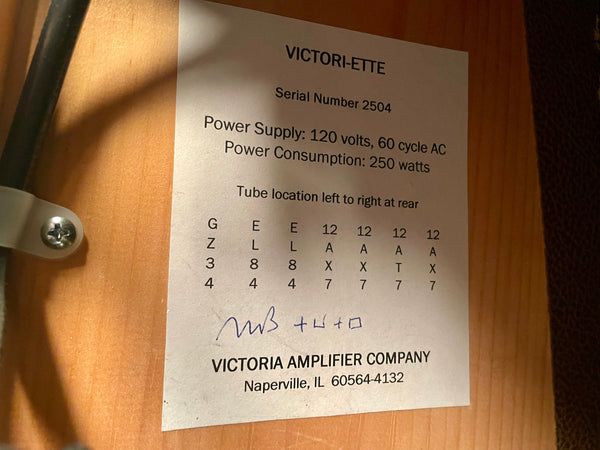 VICTORI-ETTE
Serial Number 2504
Power Supply: 120 volts, 60 cycle AC
Power Consumption: 250 watts
Tube location left to right at rear
G E E 12 12 12 12
Z L L A A A A
3 8 8 X X T X
4 4 4 7 7 7 7
VICTORIA AMPLIFIER COMPANY
Naperville, IL 60564-4132